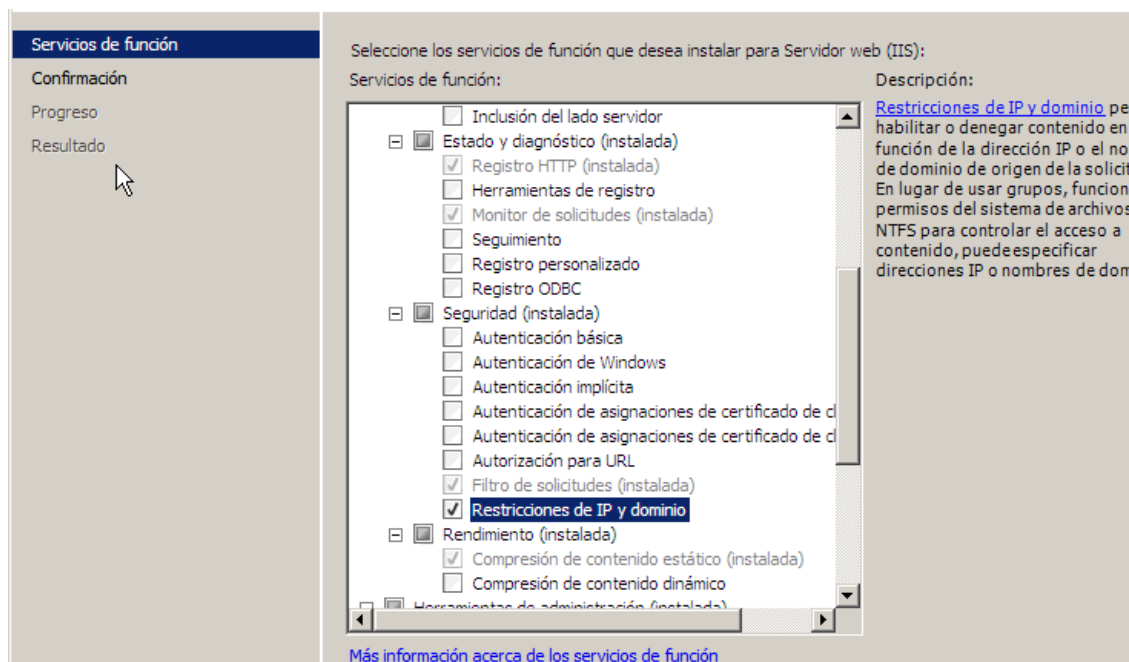 Servicios de función
Confirmación
Progreso
Resultado
Seleccione los servicios de función que desea instalar para Servidor web (IIS):
Servicios de función:
Inclusión del lado servidor
Estado y diagnóstico (instalada)
Registro HTTP (instalada)
Herramientas de registro
Monitor de solicitudes (instalada)
Seguimiento
Registro personalizado
Registro ODBC
Seguridad (instalada)
Autenticación básica
Autenticación de Windows
Autenticación implícita
Autenticación de asignaciones de certificado de cl
Autenticación de asignaciones de certificado de cl
Autorización para URL
Filtro de solicitudes (instalada)
Restricciones de IP y dominio
Rendimiento (instalada)
Compresión de contenido estático (instalada)
Compresión de contenido dinámico
Herramientas de administración (instalada)
Descripción:
Restricciones de IP y dominio pe
habilitar o denegar contenido en
función de la dirección IP o el no
de dominio de origen de la solicit
En lugar de usar grupos, funcion
permisos del sistema de archivos
NTFS para controlar el acceso a
contenido, puede especificar
direcciones IP o nombres de dom
Más información acerca de los servicios de función